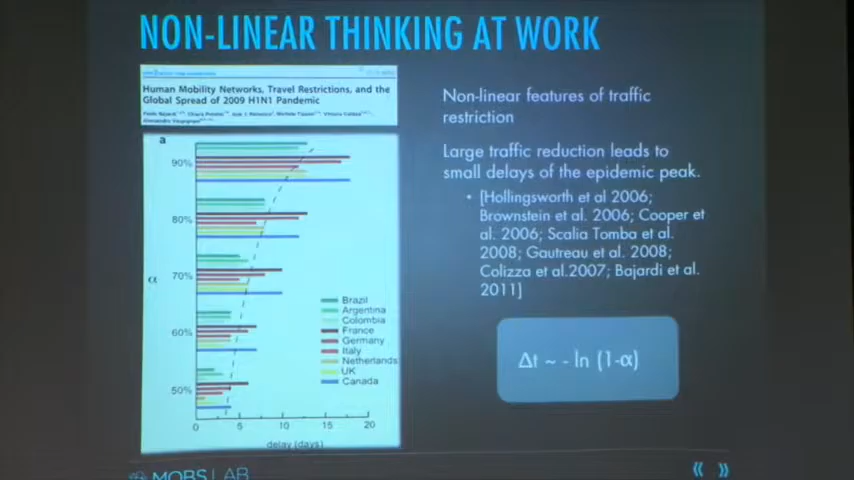 NON-LINEAR THINKING AT WORK
Human Mobility Networks, Travel Restrictions, and the
Global Spread of 2009 H1N1 Pandemic
a
90%
80%
α
70%
60%
50%
Brazil
Argentina
Colombia
France
Germany
Italy
Netherlands
UK
Canada
0 5 10 15 20
delay (days)
Non-linear features of traffic
restriction
Large traffic reduction leads to
small delays of the epidemic peak.
• [Hollingsworth et al 2006;
Brownstein et al. 2006; Cooper et
al. 2006; Scalia Tomba et al.
2008; Gautreau et al. 2008;
Colizza et al.2007; Bajardi et al.
2011]
Δt ~ - ln (1-α)
MOBS LAB